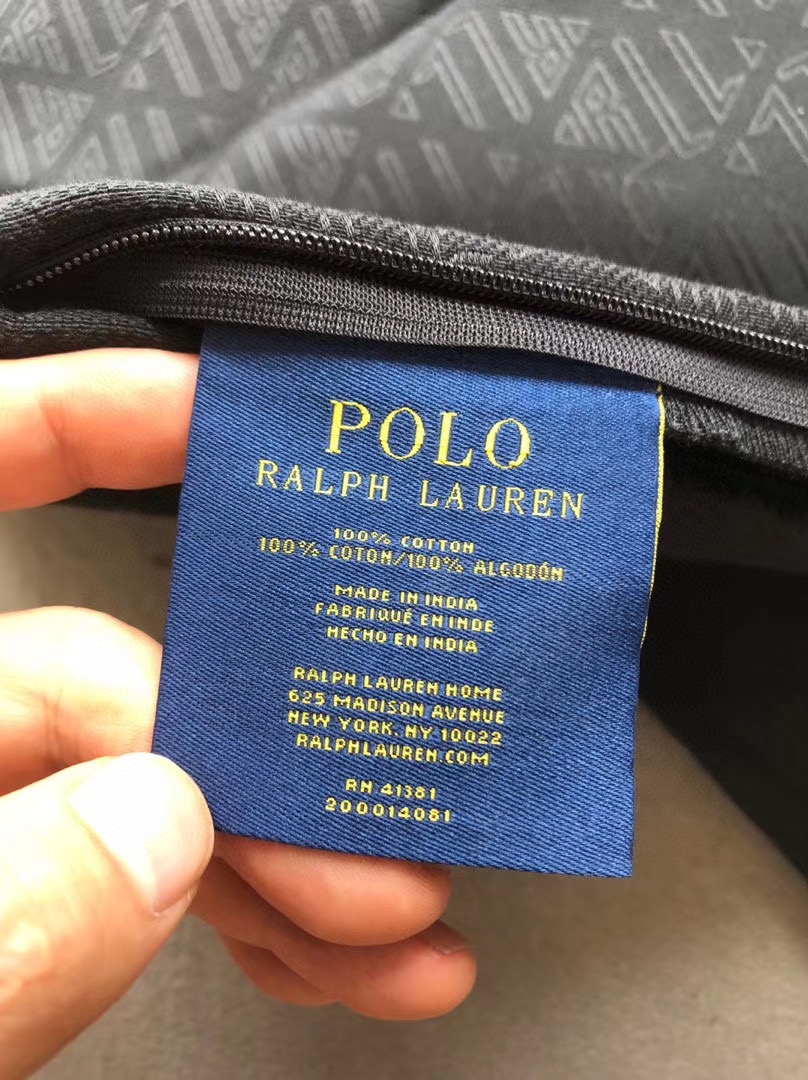 POLO
RALPH LAUREN
100% COTTON
100% COTON/100% ALGODÓN
MADE IN INDIA
FABRIQUÉ EN INDE
HECHO EN INDIA
RALPH LAUREN HOME
625 MADISON AVENUE
NEW YORK, NY 10022
RALPHLAUREN.COM
RN 41381
200014081